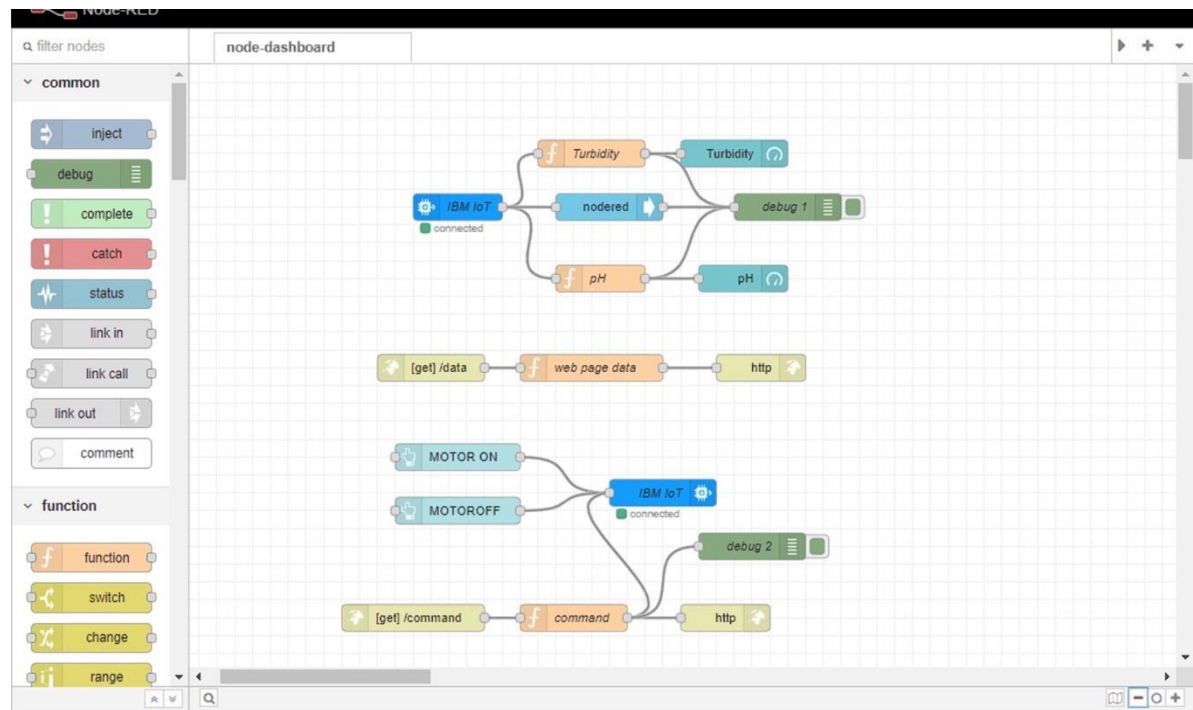 Node-RED
filter nodes
node-dashboard
common
inject
debug
complete
catch
status
link in
link call
link out
comment
function
function
switch
change
range
Turbidity
Turbidity
IBM IoT
connected
nodered
debug 1
pH
pH
[get] /data
web page data
http
MOTOR ON
MOTOROFF
IBM IoT
connected
debug 2
[get] /command
command
http